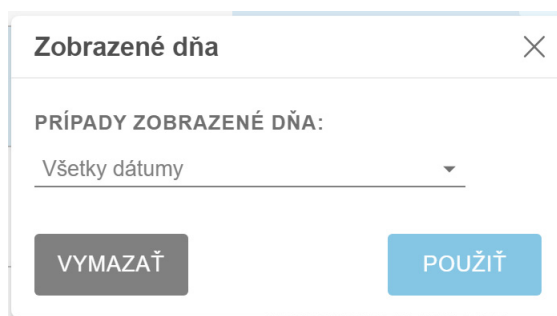 Zobrazené dňa
PRÍPADY ZOBRAZENÉ DŇA:
Všetky dátumy
VYMAZAŤ
POUŽIŤ